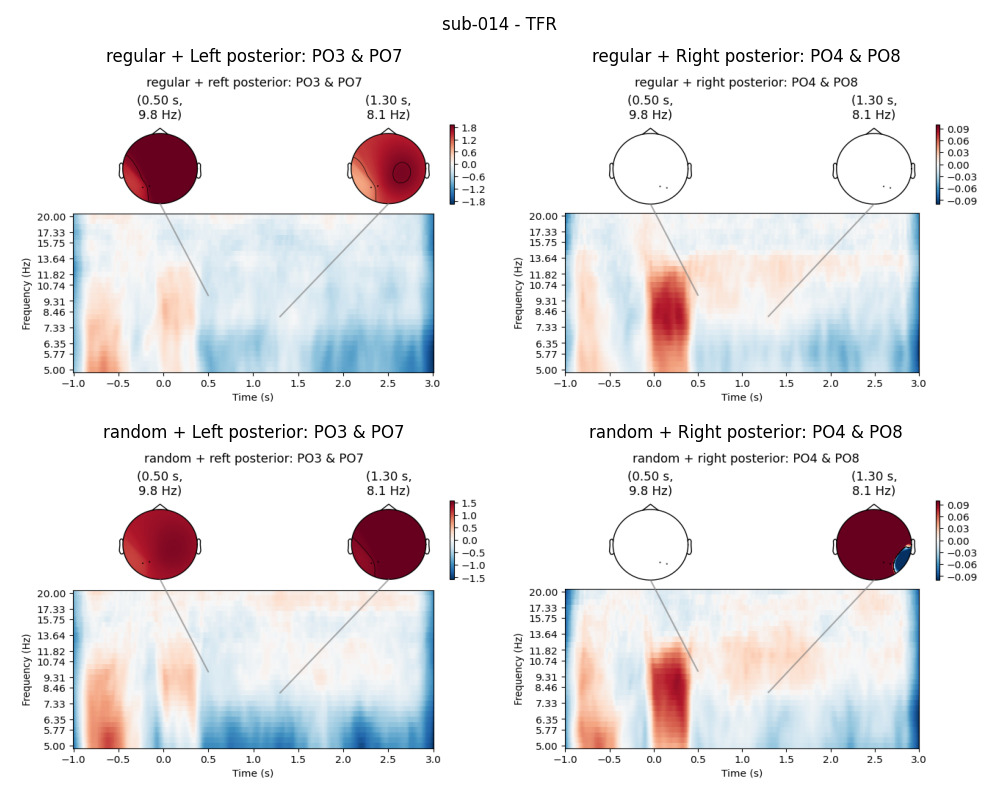 sub-014 - TFR
regular + Left posterior: PO3 & PO7
regular + reft posterior: PO3 & PO7
(0.50 s,
9.8 Hz)
(1.30 s,
8.1 Hz)
1.8
1.2
0.6
0.0
−0.6
−1.2
−1.8
20.00
17.33
15.75
13.64
11.82
10.74
9.31
8.46
7.33
6.35
5.77
5.00
Frequency (Hz)
−1.0 −0.5 0.0 0.5 1.0 1.5 2.0 2.5 3.0
Time (s)
regular + Right posterior: PO4 & PO8
regular + right posterior: PO4 & PO8
(0.50 s,
9.8 Hz)
(1.30 s,
8.1 Hz)
0.09
0.06
0.03
0.00
−0.03
−0.06
−0.09
20.00
17.33
15.75
13.64
11.82
10.74
9.31
8.46
7.33
6.35
5.77
5.00
Frequency (Hz)
−1.0 −0.5 0.0 0.5 1.0 1.5 2.0 2.5 3.0
Time (s)
random + Left posterior: PO3 & PO7
random + reft posterior: PO3 & PO7
(0.50 s,
9.8 Hz)
(1.30 s,
8.1 Hz)
1.5
1.0
0.5
0.0
−0.5
−1.0
−1.5
20.00
17.33
15.75
13.64
11.82
10.74
9.31
8.46
7.33
6.35
5.77
5.00
Frequency (Hz)
−1.0 −0.5 0.0 0.5 1.0 1.5 2.0 2.5 3.0
Time (s)
random + Right posterior: PO4 & PO8
random + right posterior: PO4 & PO8
(0.50 s,
9.8 Hz)
(1.30 s,
8.1 Hz)
0.09
0.06
0.03
0.00
−0.03
−0.06
−0.09
20.00
17.33
15.75
13.64
11.82
10.74
9.31
8.46
7.33
6.35
5.77
5.00
Frequency (Hz)
−1.0 −0.5 0.0 0.5 1.0 1.5 2.0 2.5 3.0
Time (s)